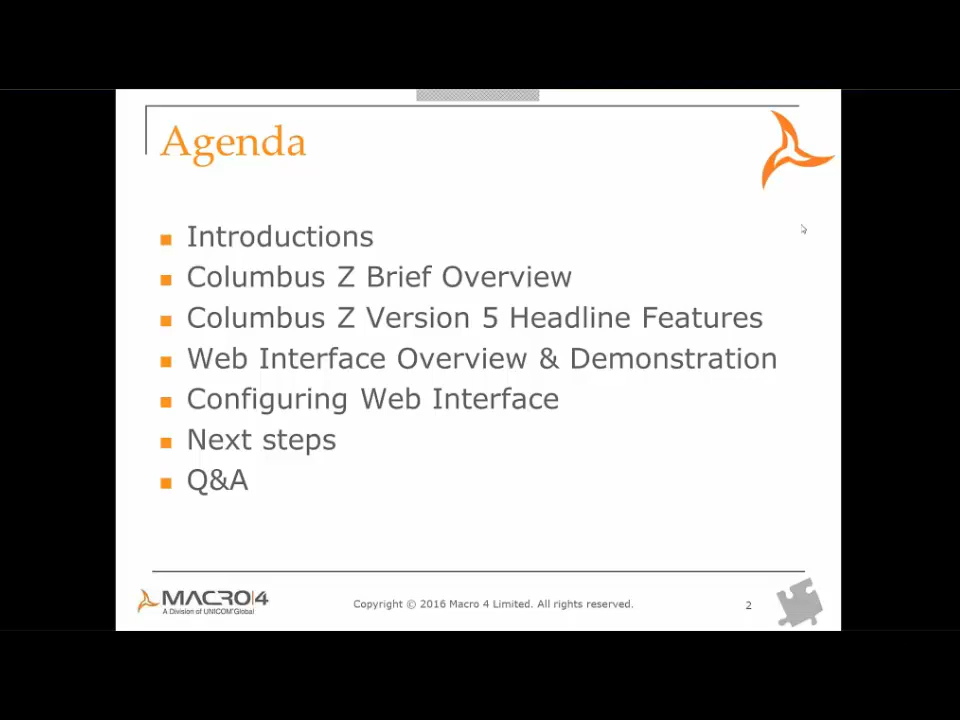 Agenda
Introductions
Columbus Z Brief Overview
Columbus Z Version 5 Headline Features
Web Interface Overview & Demonstration
Configuring Web Interface
Next steps
Q&A
MACRO 4
A Division of UNICOM Global
Copyright © 2016 Macro 4 Limited. All rights reserved.
2